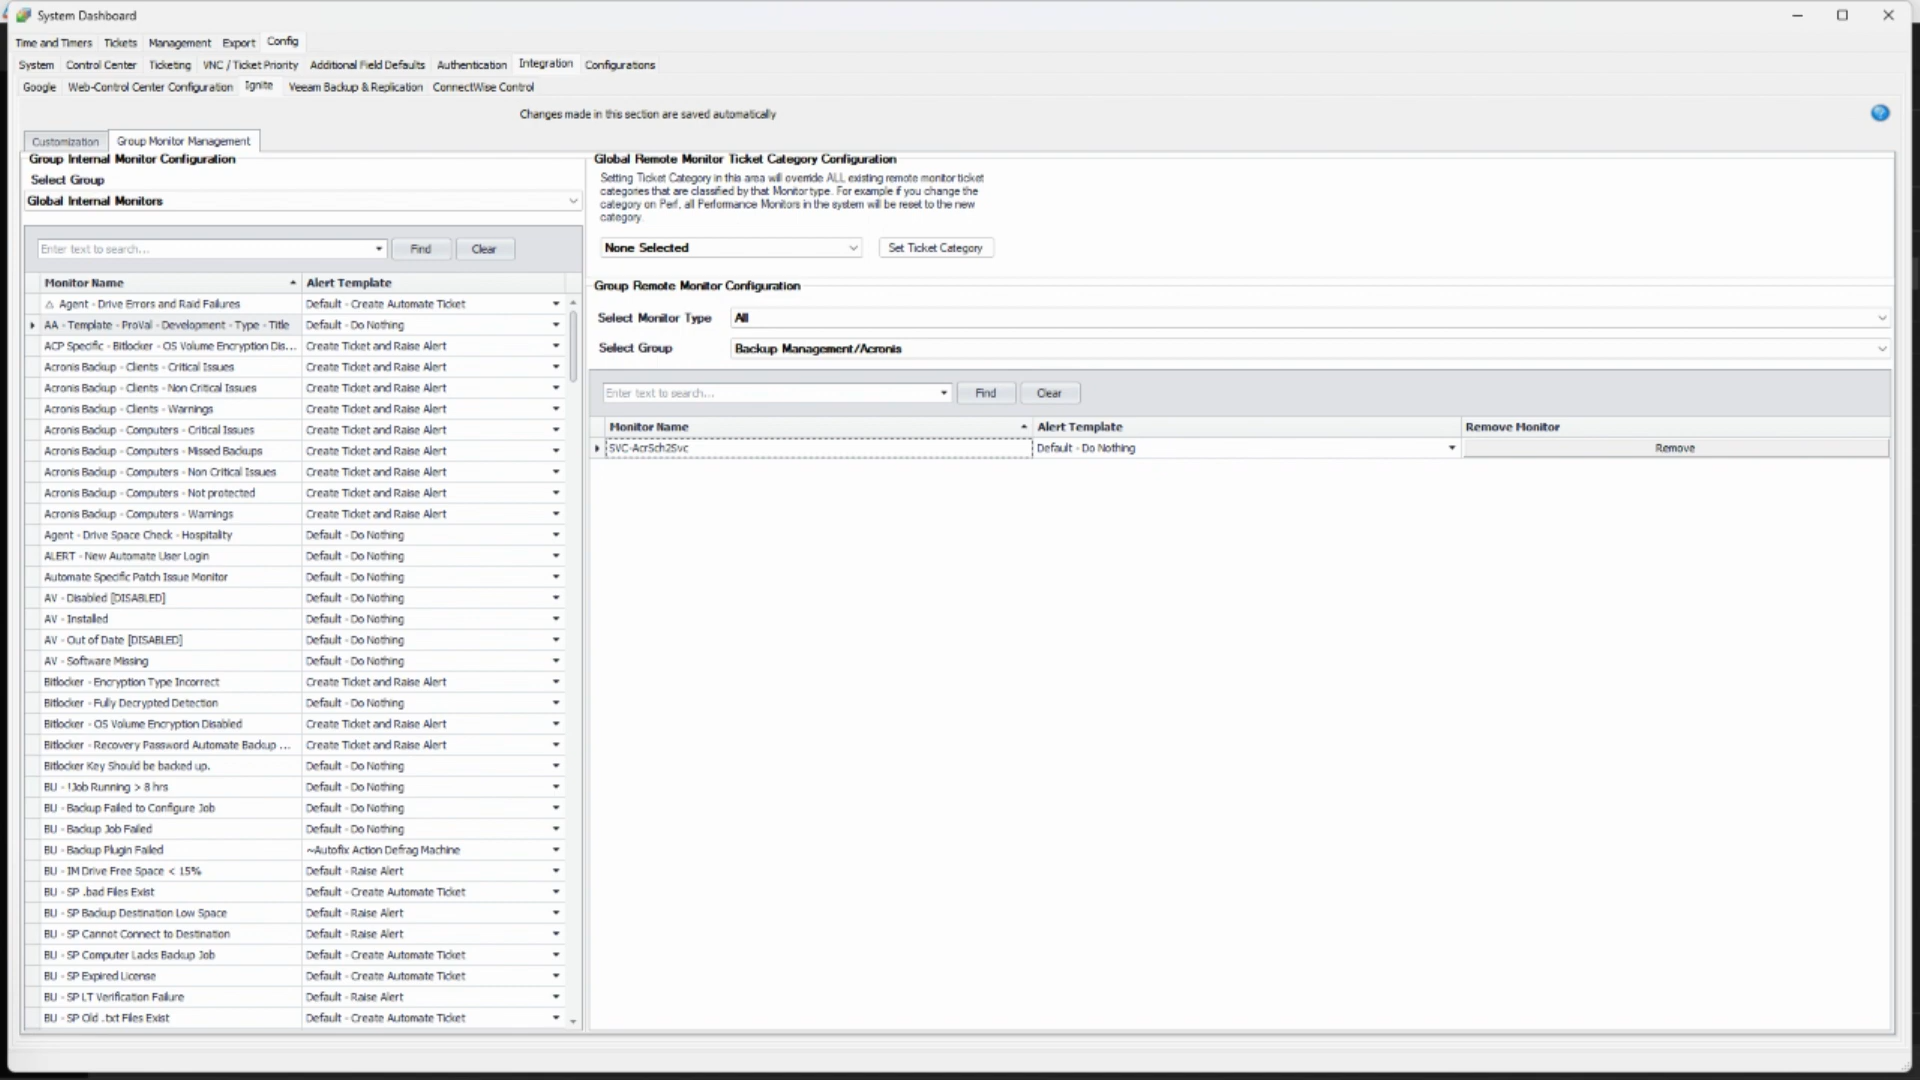 System Dashboard
Time and Timers Tickets Management Export Config
System Control Center Ticketing VNC / Ticket Priority Additional Field Defaults Authentication Integration Configurations
Google Web-Control Center Configuration Ignite Veeam Backup & Replication ConnectWise Control
Changes made in this section are saved automatically
Customization Group Monitor Management
Group Internal Monitor Configuration
Select Group
Global Internal Monitors
Enter text to search... Find Clear
Monitor Name Alert Template
Agent - Drive Errors and Raid Failures Default - Create Automate Ticket
AA - Template - ProVal - Development - Type - Title Default - Do Nothing
ACP Specific - Bitlocker - OS Volume Encryption Dis... Create Ticket and Raise Alert
Acronis Backup - Clients - Critical Issues Create Ticket and Raise Alert
Acronis Backup - Clients - Non Critical Issues Create Ticket and Raise Alert
Acronis Backup - Clients - Warnings Create Ticket and Raise Alert
Acronis Backup - Computers - Critical Issues Create Ticket and Raise Alert
Acronis Backup - Computers - Missed Backups Create Ticket and Raise Alert
Acronis Backup - Computers - Non Critical Issues Create Ticket and Raise Alert
Acronis Backup - Computers - Not protected Create Ticket and Raise Alert
Acronis Backup - Computers - Warnings Create Ticket and Raise Alert
Agent - Drive Space Check - Hospitality Default - Do Nothing
ALERT - New Automate User Login Default - Do Nothing
Automate Specific Patch Issue Monitor Default - Do Nothing
AV - Disabled [DISABLED] Default - Do Nothing
AV - Installed Default - Do Nothing
AV - Out of Date [DISABLED] Default - Do Nothing
AV - Software Missing Default - Do Nothing
Bitlocker - Encryption Type Incorrect Create Ticket and Raise Alert
Bitlocker - Fully Decrypted Detection Default - Do Nothing
Bitlocker - OS Volume Encryption Disabled Create Ticket and Raise Alert
Bitlocker - Recovery Password Automate Backup ... Create Ticket and Raise Alert
Bitlocker Key Should be backed up. Default - Do Nothing
BU - !Job Running > 8 hrs Default - Do Nothing
BU - Backup Failed to Configure Job Default - Do Nothing
BU - Backup Job Failed Default - Do Nothing
BU - Backup Plugin Failed ~Autofix Action Defrag Machine
BU - IM Drive Free Space < 15% Default - Raise Alert
BU - SP .bad Files Exist Default - Create Automate Ticket
BU - SP Backup Destination Low Space Default - Raise Alert
BU - SP Cannot Connect to Destination Default - Raise Alert
BU - SP Computer Lacks Backup Job Default - Create Automate Ticket
BU - SP Expired License Default - Create Automate Ticket
BU - SP LT Verification Failure Default - Raise Alert
BU - SP Old .txt Files Exist Default - Create Automate Ticket
Global Remote Monitor Ticket Category Configuration
Setting Ticket Category in this area will override ALL existing remote monitor ticket
categories that are classified by that Monitor type. For example if you change the
category on Perf, all Performance Monitors in the system will be reset to the new
category.
None Selected Set Ticket Category
Group Remote Monitor Configuration
Select Monitor Type All
Select Group Backup Management/Acronis
Enter text to search... Find Clear
Monitor Name Alert Template Remove Monitor
SVC-AcrSch2Svc Default - Do Nothing Remove